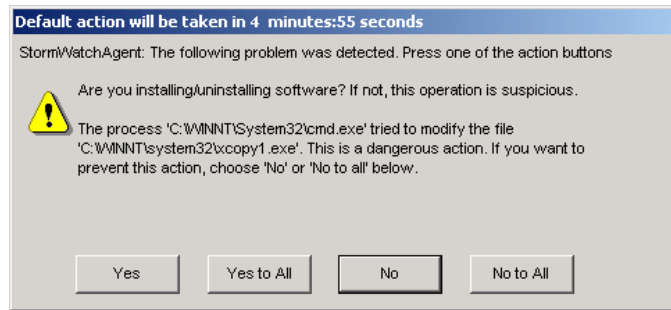 Default action will be taken in 4 minutes:55 seconds
StormWatchAgent: The following problem was detected. Press one of the action buttons
Are you installing/uninstalling software? If not, this operation is suspicious.
The process 'C:\WINNT\System32\cmd.exe' tried to modify the file
'C:\WINNT\system32\xcopy1.exe'. This is a dangerous action. If you want to
prevent this action, choose 'No' or 'No to all' below.
Yes
Yes to All
No
No to All